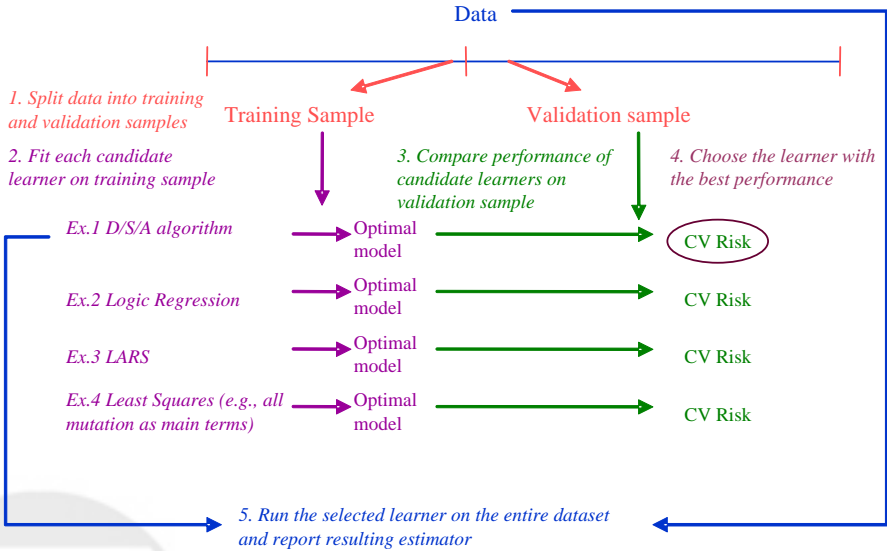 Data
1. Split data into training
and validation samples
Training Sample
Validation sample
2. Fit each candidate
learner on training sample
3. Compare performance of
candidate learners on
validation sample
4. Choose the learner with
the best performance
Ex.1 D/S/A algorithm
Optimal
model
CV Risk
Ex.2 Logic Regression
Optimal
model
CV Risk
Ex.3 LARS
Optimal
model
CV Risk
Ex.4 Least Squares (e.g., all
mutation as main terms)
Optimal
model
CV Risk
5. Run the selected learner on the entire dataset
and report resulting estimator